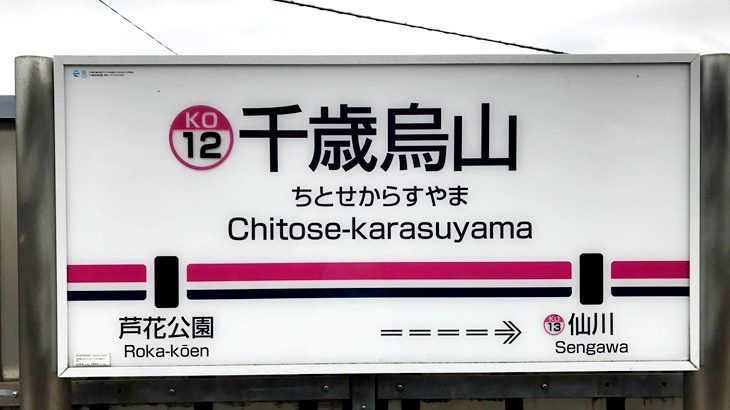 KO
12
千歳烏山
ちとせからすやま
Chitose-karasuyama
芦花公園
Roka-kōen
KO
13
仙川
Sengawa